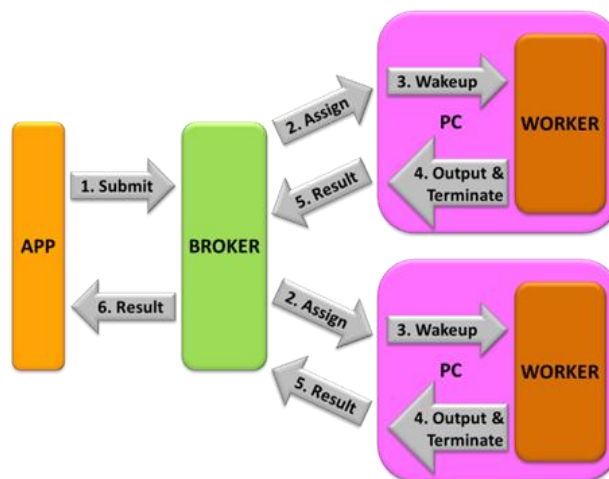 3. Wakeup
2. Assign
PC
WORKER
1. Submit
4. Output &
Terminate
5. Result
APP
BROKER
6. Result
2. Assign
3. Wakeup
PC
WORKER
5. Result
4. Output &
Terminate